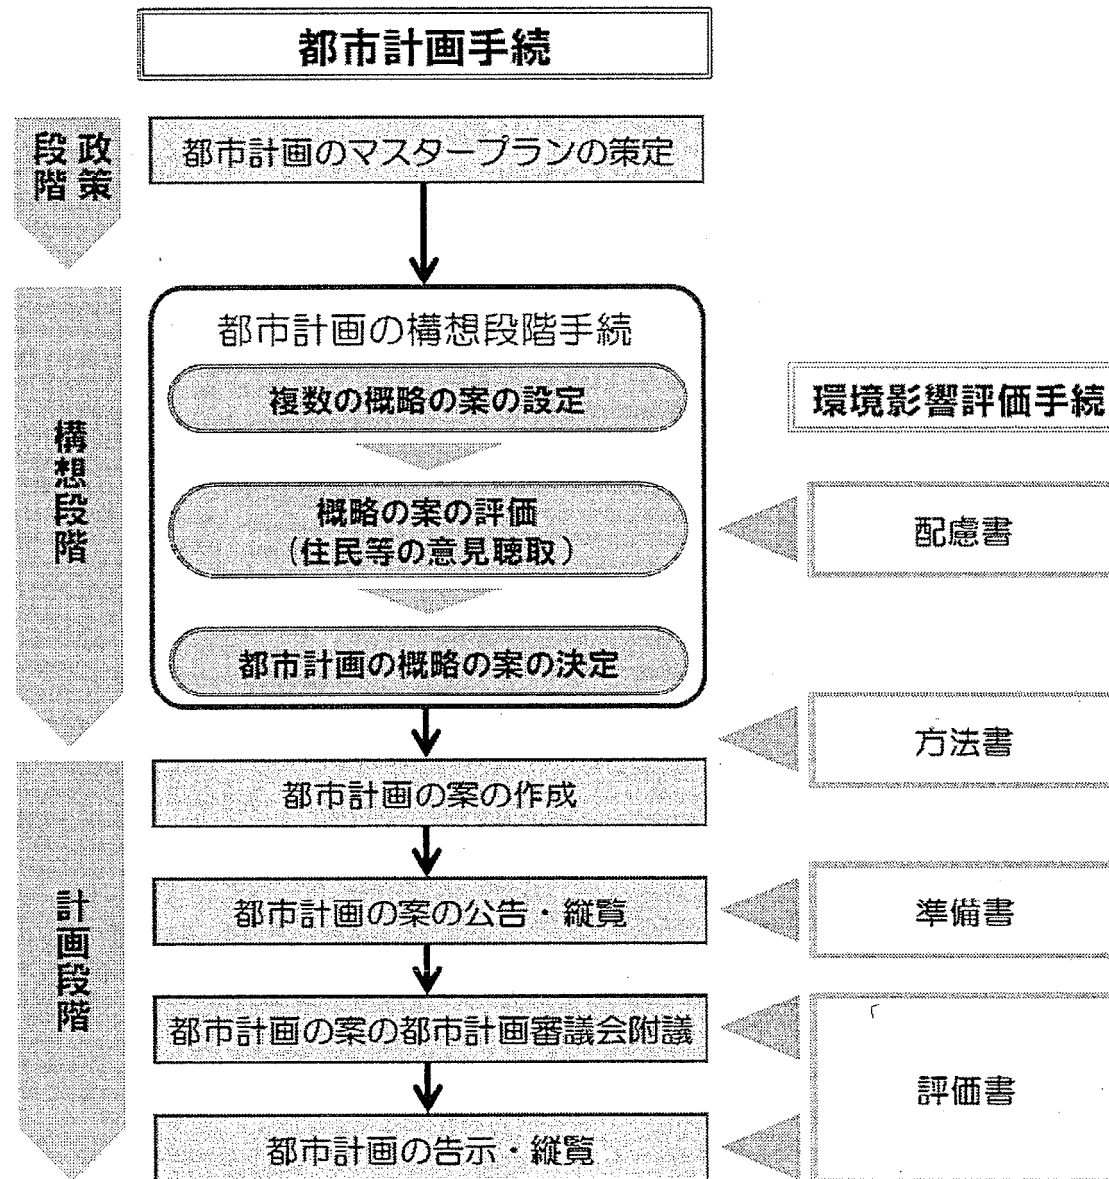 都市計画手続
政策
段階
都市計画のマスタープランの策定
構想段階
都市計画の構想段階手続
複数の概略の案の設定
概略の案の評価
(住民等の意見聴取)
都市計画の概略の案の決定
環境影響評価手続
配慮書
方法書
計画段階
都市計画の案の作成
都市計画の案の公告・縦覧
準備書
都市計画の案の都市計画審議会附議
評価書
都市計画の告示・縦覧